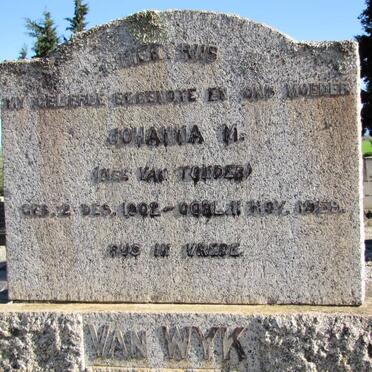 HIER RUS
MY GELIEFDE EGGENOTE EN ONS MOEDER
JOHANNA M.
(NEE VAN TONDER)
GEB. 2. DES. 1902 - OORL. 11. NOV.
RUS IN VREDE.
VAN WYK